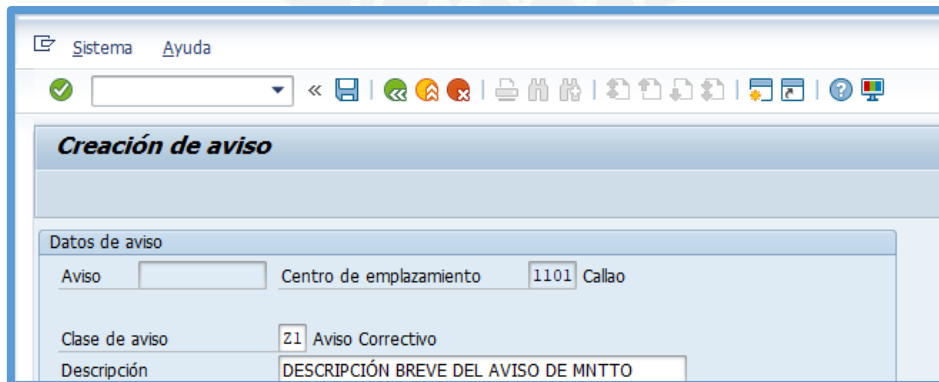 Sistema Ayuda
Creación de aviso
Datos de aviso
Aviso Centro de emplazamiento 1101 Callao
Clase de aviso Z1 Aviso Correctivo
Descripción DESCRIPCIÓN BREVE DEL AVISO DE MNTTO